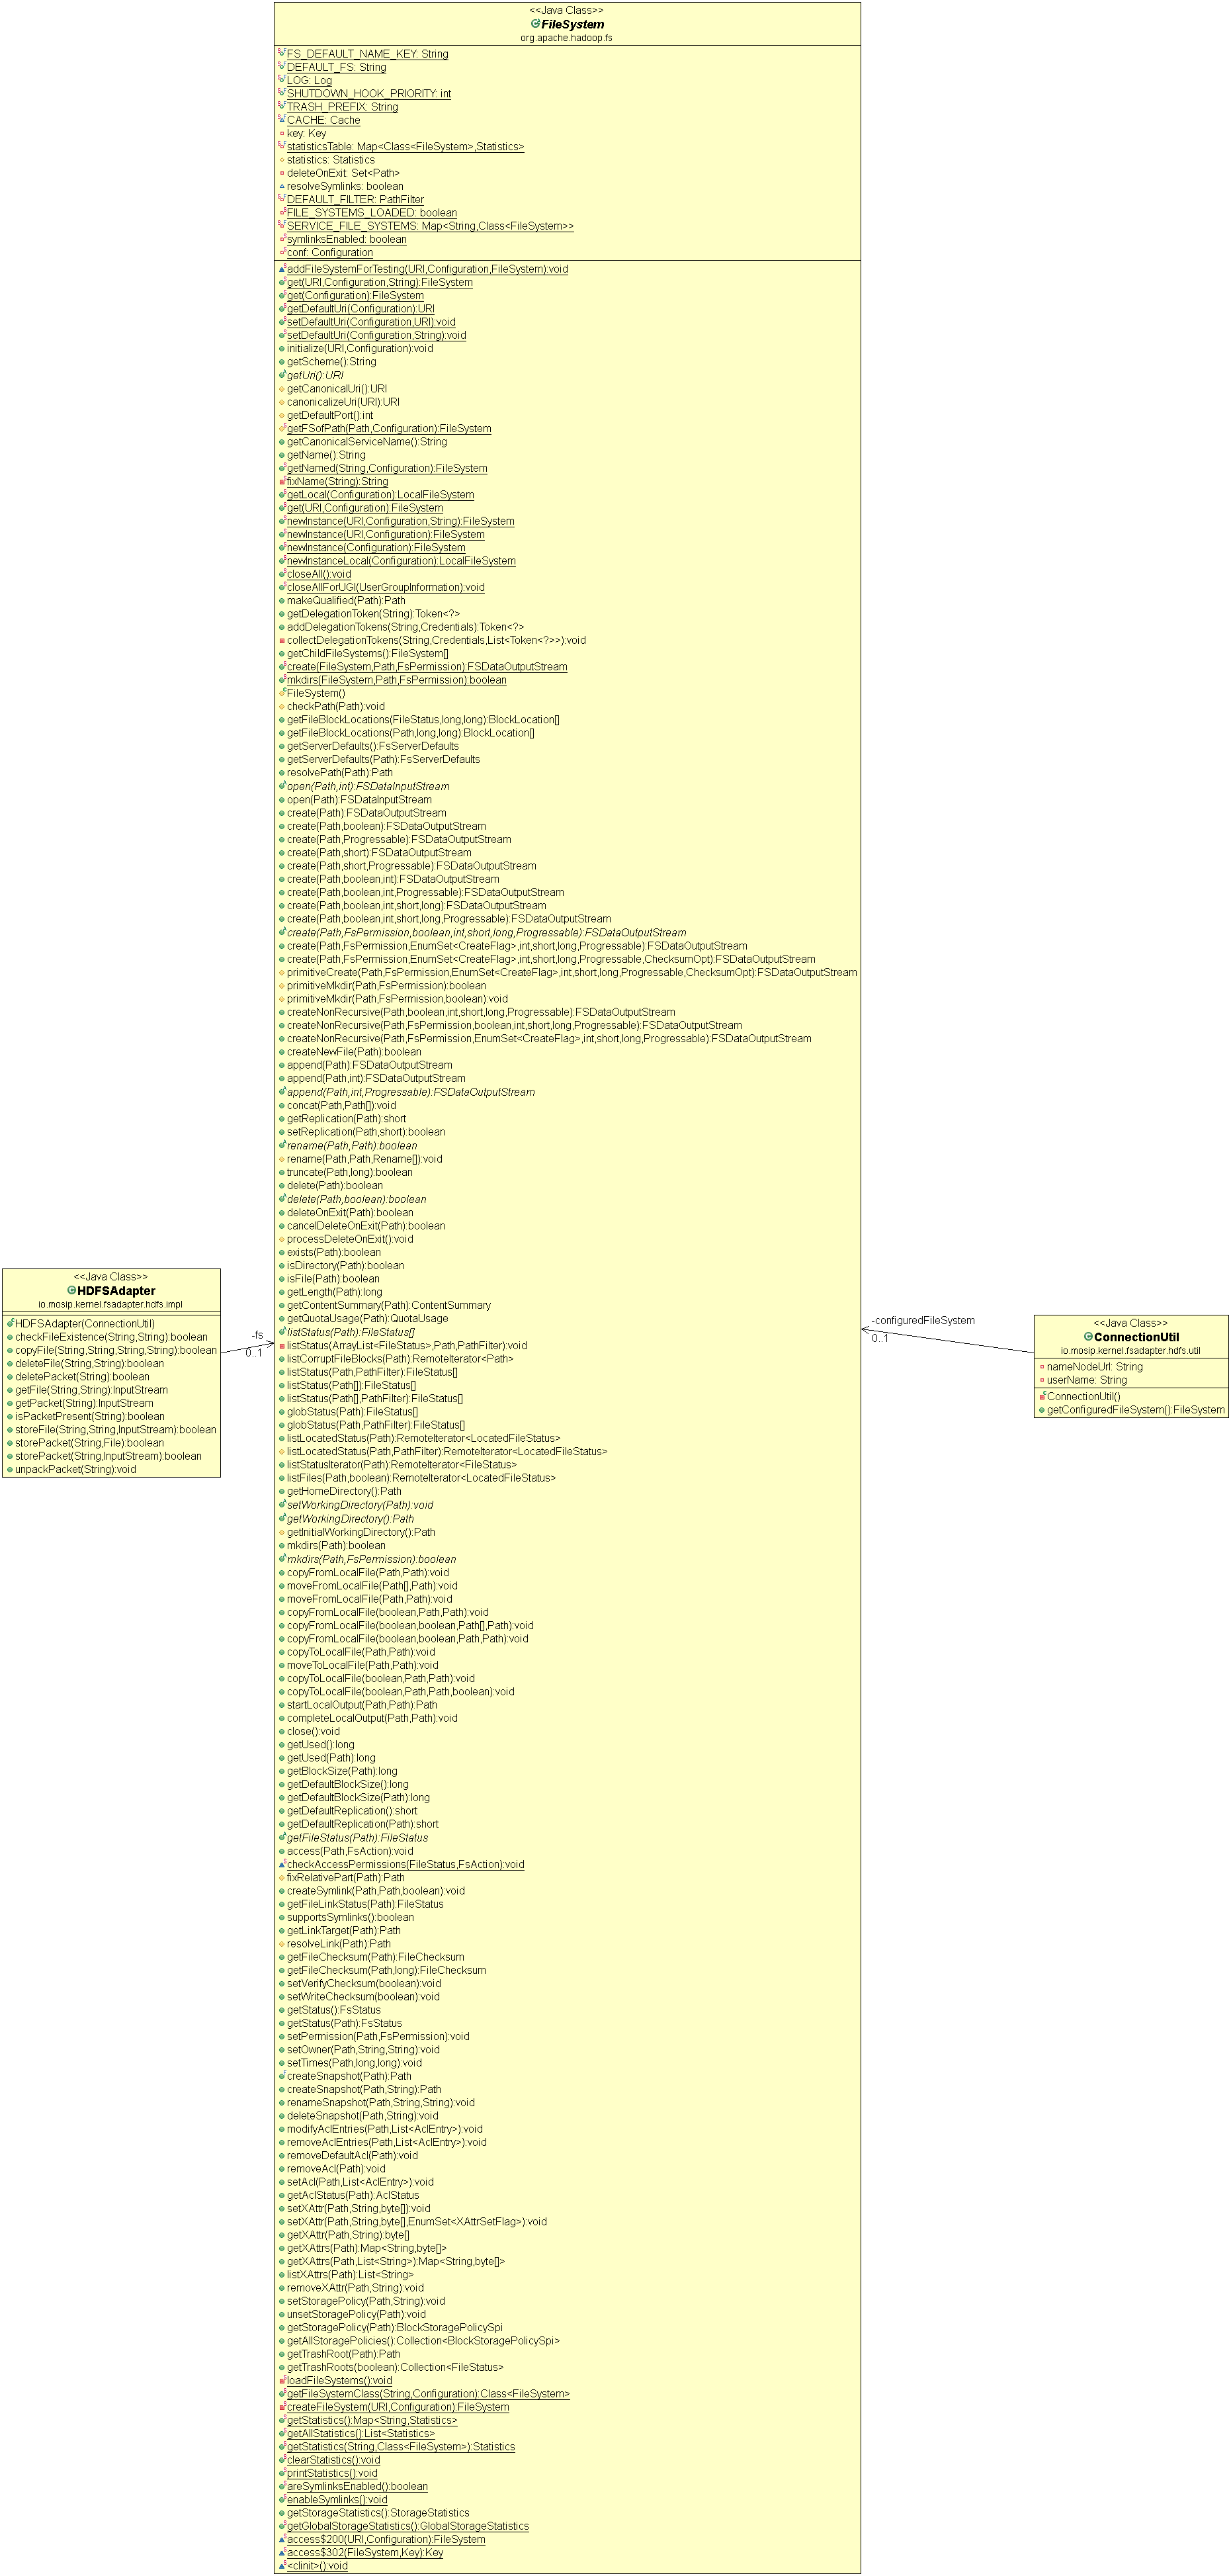 <<Java Class>>
FileSystem
org.apache.hadoop.fs
FS_DEFAULT_NAME_KEY: String
DEFAULT_FS: String
LOG: Log
SHUTDOWN_HOOK_PRIORITY: int
TRASH_PREFIX: String
CACHE: Cache
key: Key
statisticsTable: Map<Class<FileSystem>,Statistics>
statistics: Statistics
deleteOnExit: Set<Path>
resolveSymlinks: boolean
DEFAULT_FILTER: PathFilter
FILE_SYSTEMS_LOADED: boolean
SERVICE_FILE_SYSTEMS: Map<String,Class<FileSystem>>
symlinksEnabled: boolean
conf: Configuration
addFileSystemForTesting(URI,Configuration,FileSystem):void
get(URI,Configuration,String):FileSystem
get(Configuration):FileSystem
getDefaultUri(Configuration):URI
setDefaultUri(Configuration,URI):void
setDefaultUri(Configuration,String):void
initialize(URI,Configuration):void
getScheme():String
getUri():URI
getCanonicalUri():URI
canonicalizeUri(URI):URI
getDefaultPort():int
getFSofPath(Path,Configuration):FileSystem
getCanonicalServiceName():String
getName():String
getNamed(String,Configuration):FileSystem
fixName(String):String
getLocal(Configuration):LocalFileSystem
get(URI,Configuration):FileSystem
newInstance(URI,Configuration,String):FileSystem
newInstance(URI,Configuration):FileSystem
newInstance(Configuration):FileSystem
newInstanceLocal(Configuration):LocalFileSystem
closeAll():void
closeAllForUGI(UserGroupInformation):void
makeQualified(Path):Path
getDelegationToken(String):Token<?>
addDelegationTokens(String,Credentials):Token<?>
collectDelegationTokens(String,Credentials,List<Token<?>>):void
getChildFileSystems():FileSystem[]
create(FileSystem,Path,FsPermission):FSDataOutputStream
mkdirs(FileSystem,Path,FsPermission):boolean
FileSystem()
checkPath(Path):void
getFileBlockLocations(FileStatus,long,long):BlockLocation[]
getFileBlockLocations(Path,long,long):BlockLocation[]
getServerDefaults():FsServerDefaults
getServerDefaults(Path):FsServerDefaults
resolvePath(Path):Path
open(Path,int):FSDataInputStream
open(Path):FSDataInputStream
create(Path):FSDataOutputStream
create(Path,boolean):FSDataOutputStream
create(Path,Progressable):FSDataOutputStream
create(Path,short):FSDataOutputStream
create(Path,short,Progressable):FSDataOutputStream
create(Path,boolean,int):FSDataOutputStream
create(Path,boolean,int,Progressable):FSDataOutputStream
create(Path,boolean,int,short,long):FSDataOutputStream
create(Path,boolean,int,short,long,Progressable):FSDataOutputStream
create(Path,FsPermission,boolean,int,short,long,Progressable):FSDataOutputStream
create(Path,FsPermission,EnumSet<CreateFlag>,int,short,long,Progressable):FSDataOutputStream
create(Path,FsPermission,EnumSet<CreateFlag>,int,short,long,Progressable,ChecksumOpt):FSDataOutputStream
primitiveCreate(Path,FsPermission,EnumSet<CreateFlag>,int,short,long,Progressable,ChecksumOpt):FSDataOutputStream
primitiveMkdir(Path,FsPermission):boolean
primitiveMkdir(Path,FsPermission,boolean):void
createNonRecursive(Path,boolean,int,short,long,Progressable):FSDataOutputStream
createNonRecursive(Path,FsPermission,boolean,int,short,long,Progressable):FSDataOutputStream
createNonRecursive(Path,FsPermission,EnumSet<CreateFlag>,int,short,long,Progressable):FSDataOutputStream
createNewFile(Path):boolean
append(Path):FSDataOutputStream
append(Path,int):FSDataOutputStream
append(Path,int,Progressable):FSDataOutputStream
concat(Path,Path[]):void
getReplication(Path):short
setReplication(Path,short):boolean
rename(Path,Path):boolean
rename(Path,Path,Rename[]):void
truncate(Path,long):boolean
delete(Path):boolean
delete(Path,boolean):boolean
deleteOnExit(Path):boolean
cancelDeleteOnExit(Path):boolean
processDeleteOnExit():void
exists(Path):boolean
isDirectory(Path):boolean
isFile(Path):boolean
getLength(Path):long
getContentSummary(Path):ContentSummary
getQuotaUsage(Path):QuotaUsage
listStatus(Path):FileStatus[]
listStatus(ArrayList<FileStatus>,Path,PathFilter):void
listCorruptFileBlocks(Path):RemoteIterator<Path>
listStatus(Path,PathFilter):FileStatus[]
listStatus(Path[]):FileStatus[]
listStatus(Path[],PathFilter):FileStatus[]
globStatus(Path):FileStatus[]
globStatus(Path,PathFilter):FileStatus[]
listLocatedStatus(Path):RemoteIterator<LocatedFileStatus>
listLocatedStatus(Path,PathFilter):RemoteIterator<LocatedFileStatus>
listStatusIterator(Path):RemoteIterator<FileStatus>
listFiles(Path,boolean):RemoteIterator<LocatedFileStatus>
getHomeDirectory():Path
setWorkingDirectory(Path):void
getWorkingDirectory():Path
getInitialWorkingDirectory():Path
mkdirs(Path):boolean
mkdirs(Path,FsPermission):boolean
copyFromLocalFile(Path,Path):void
moveFromLocalFile(Path[],Path):void
moveFromLocalFile(Path,Path):void
copyFromLocalFile(boolean,Path,Path):void
copyFromLocalFile(boolean,boolean,Path[],Path):void
copyFromLocalFile(boolean,boolean,Path,Path):void
copyToLocalFile(Path,Path):void
moveToLocalFile(Path,Path):void
copyToLocalFile(boolean,Path,Path):void
copyToLocalFile(boolean,Path,Path,boolean):void
startLocalOutput(Path,Path):Path
completeLocalOutput(Path,Path):void
close():void
getUsed():long
getUsed(Path):long
getBlockSize(Path):long
getDefaultBlockSize():long
getDefaultBlockSize(Path):long
getDefaultReplication():short
getDefaultReplication(Path):short
getFileStatus(Path):FileStatus
access(Path,FsAction):void
checkAccessPermissions(FileStatus,FsAction):void
fixRelativePart(Path):Path
createSymlink(Path,Path,boolean):void
getFileLinkStatus(Path):FileStatus
supportsSymlinks():boolean
getLinkTarget(Path):Path
resolveLink(Path):Path
getFileChecksum(Path):FileChecksum
getFileChecksum(Path,long):FileChecksum
setVerifyChecksum(boolean):void
setWriteChecksum(boolean):void
getStatus():FsStatus
getStatus(Path):FsStatus
setPermission(Path,FsPermission):void
setOwner(Path,String,String):void
setTimes(Path,long,long):void
createSnapshot(Path):Path
createSnapshot(Path,String):Path
renameSnapshot(Path,String,String):void
deleteSnapshot(Path,String):void
modifyAclEntries(Path,List<AclEntry>):void
removeAclEntries(Path,List<AclEntry>):void
removeDefaultAcl(Path):void
removeAcl(Path):void
setAcl(Path,List<AclEntry>):void
getAclStatus(Path):AclStatus
setXAttr(Path,String,byte[]):void
setXAttr(Path,String,byte[],EnumSet<XAttrSetFlag>):void
getXAttr(Path,String):byte[]
getXAttrs(Path):Map<String,byte[]>
getXAttrs(Path,List<String>):Map<String,byte[]>
listXAttrs(Path):List<String>
removeXAttr(Path,String):void
setStoragePolicy(Path,String):void
unsetStoragePolicy(Path):void
getStoragePolicy(Path):BlockStoragePolicySpi
getAllStoragePolicies():Collection<BlockStoragePolicySpi>
getTrashRoot(Path):Path
getTrashRoots(boolean):Collection<FileStatus>
loadFileSystems():void
getFileSystemClass(String,Configuration):Class<FileSystem>
createFileSystem(URI,Configuration):FileSystem
getStatistics():Map<String,Statistics>
getAllStatistics():List<Statistics>
getStatistics(String,Class<FileSystem>):Statistics
clearStatistics():void
printStatistics():void
areSymlinksEnabled():boolean
enableSymlinks():void
getStorageStatistics():StorageStatistics
getGlobalStorageStatistics():GlobalStorageStatistics
access$200(URI,Configuration):FileSystem
access$302(FileSystem,Key):Key
<clinit>():void
<<Java Class>>
HDFSAdapter
io.mosip.kernel.fsadapter.hdfs.impl
HDFSAdapter(ConnectionUtil)
checkFileExistence(String,String):boolean
copyFile(String,String,String,String):boolean
deleteFile(String,String):boolean
deletePacket(String):boolean
getFile(String,String):InputStream
getPacket(String):InputStream
isPacketPresent(String):boolean
storeFile(String,String,InputStream):boolean
storePacket(String,File):boolean
storePacket(String,InputStream):boolean
unpackPacket(String):void
-fs
0..1
-configuredFileSystem
0..1
<<Java Class>>
ConnectionUtil
io.mosip.kernel.fsadapter.hdfs.util
nameNodeUrl: String
userName: String
ConnectionUtil()
getConfiguredFileSystem():FileSystem